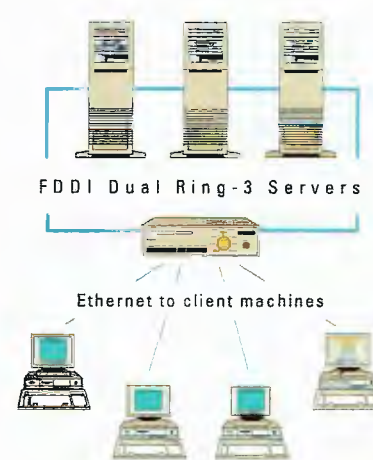 FDDI Dual Ring-3 Servers
Ethernet to client machines